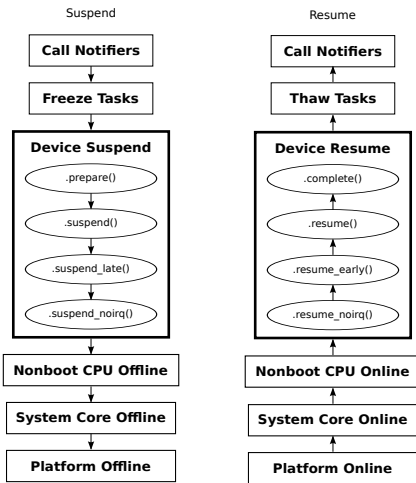 Suspend
Call Notifiers
Freeze Tasks
Device Suspend
.prepare()
.suspend()
.suspend_late()
.suspend_noirq()
Nonboot CPU Offline
System Core Offline
Platform Offline
Resume
Call Notifiers
Thaw Tasks
Device Resume
.complete()
.resume()
.resume_early()
.resume_noirq()
Nonboot CPU Online
System Core Online
Platform Online